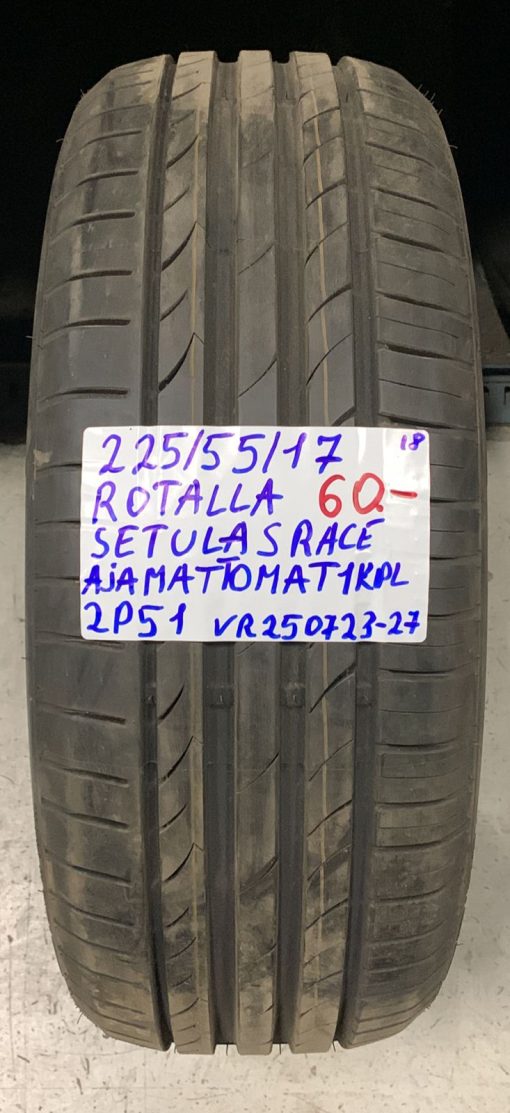 225/55/17 18
ROTALLA 60-
SETULA S RACE
AJAMATTOMAT 1KPL
2P51 VR250723-27